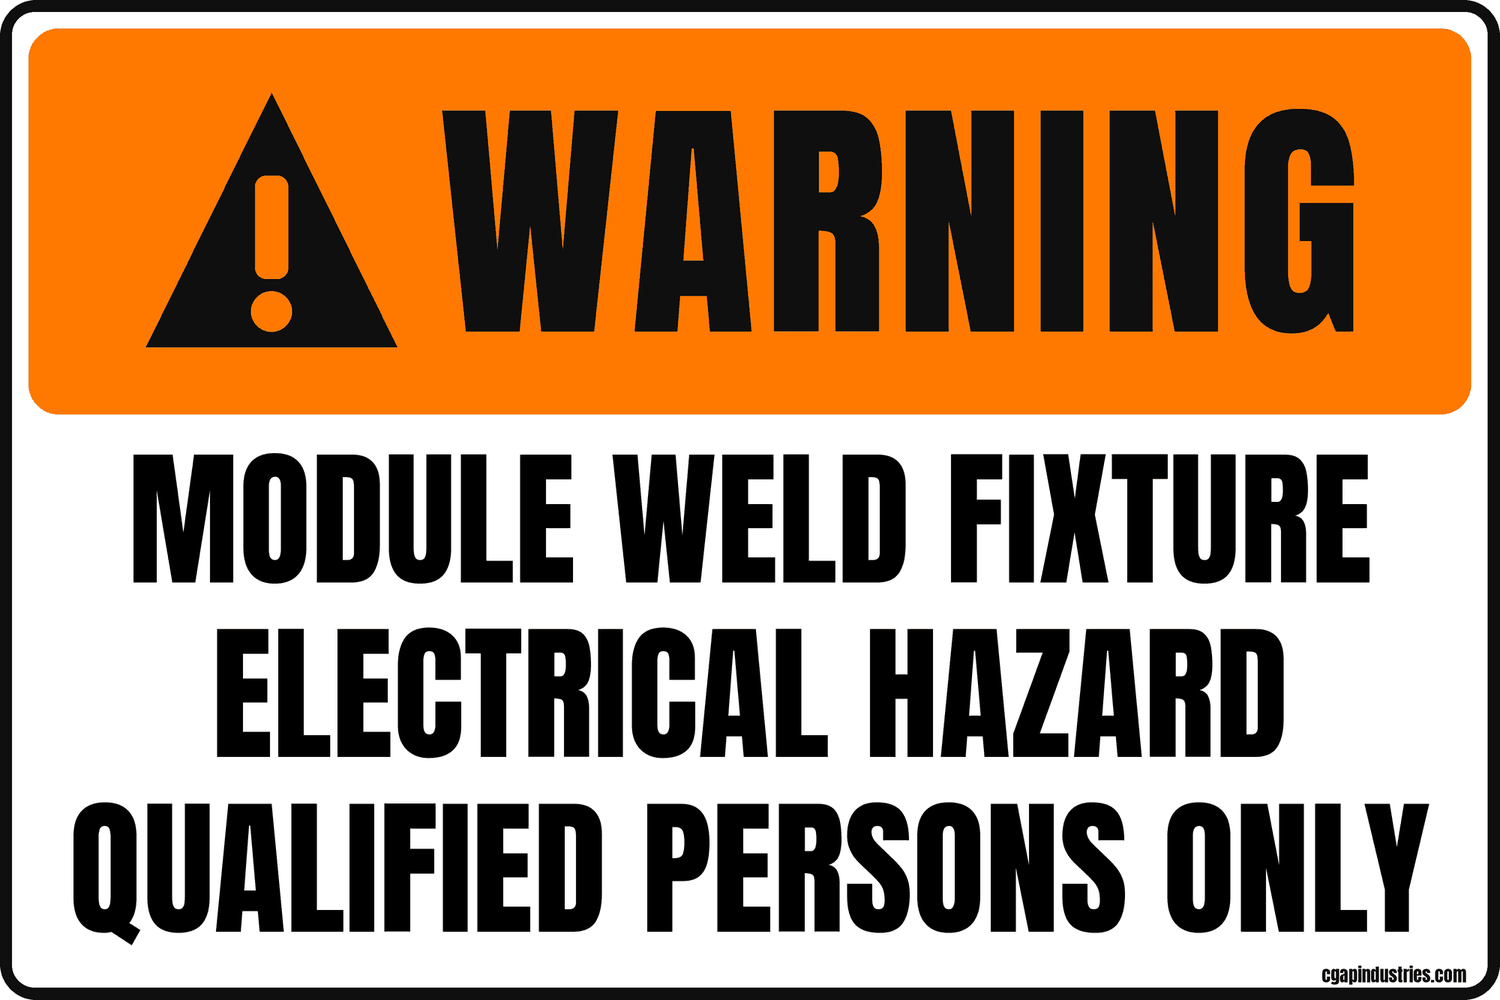 WARNING
MODULE WELD FIXTURE
ELECTRICAL HAZARD
QUALIFIED PERSONS ONLY
cgapindustries.com